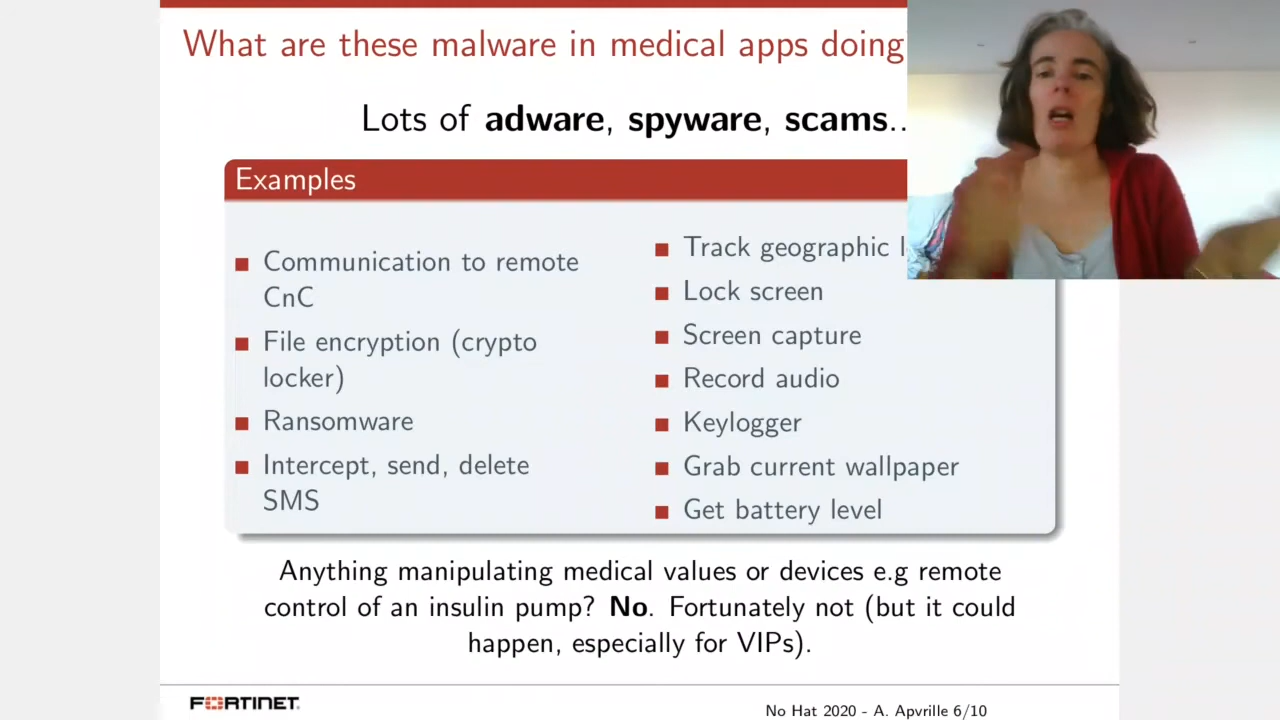 What are these malware in medical apps doing
Lots of adware, spyware, scams..
Examples
Communication to remote
CnC
File encryption (crypto
locker)
Ransomware
Intercept, send, delete
SMS
Track geographic
Lock screen
Screen capture
Record audio
Keylogger
Grab current wallpaper
Get battery level
Anything manipulating medical values or devices e.g remote
control of an insulin pump? No. Fortunately not (but it could
happen, especially for VIPs).
FORTINET
No Hat 2020 - A. Apvrille 6/10